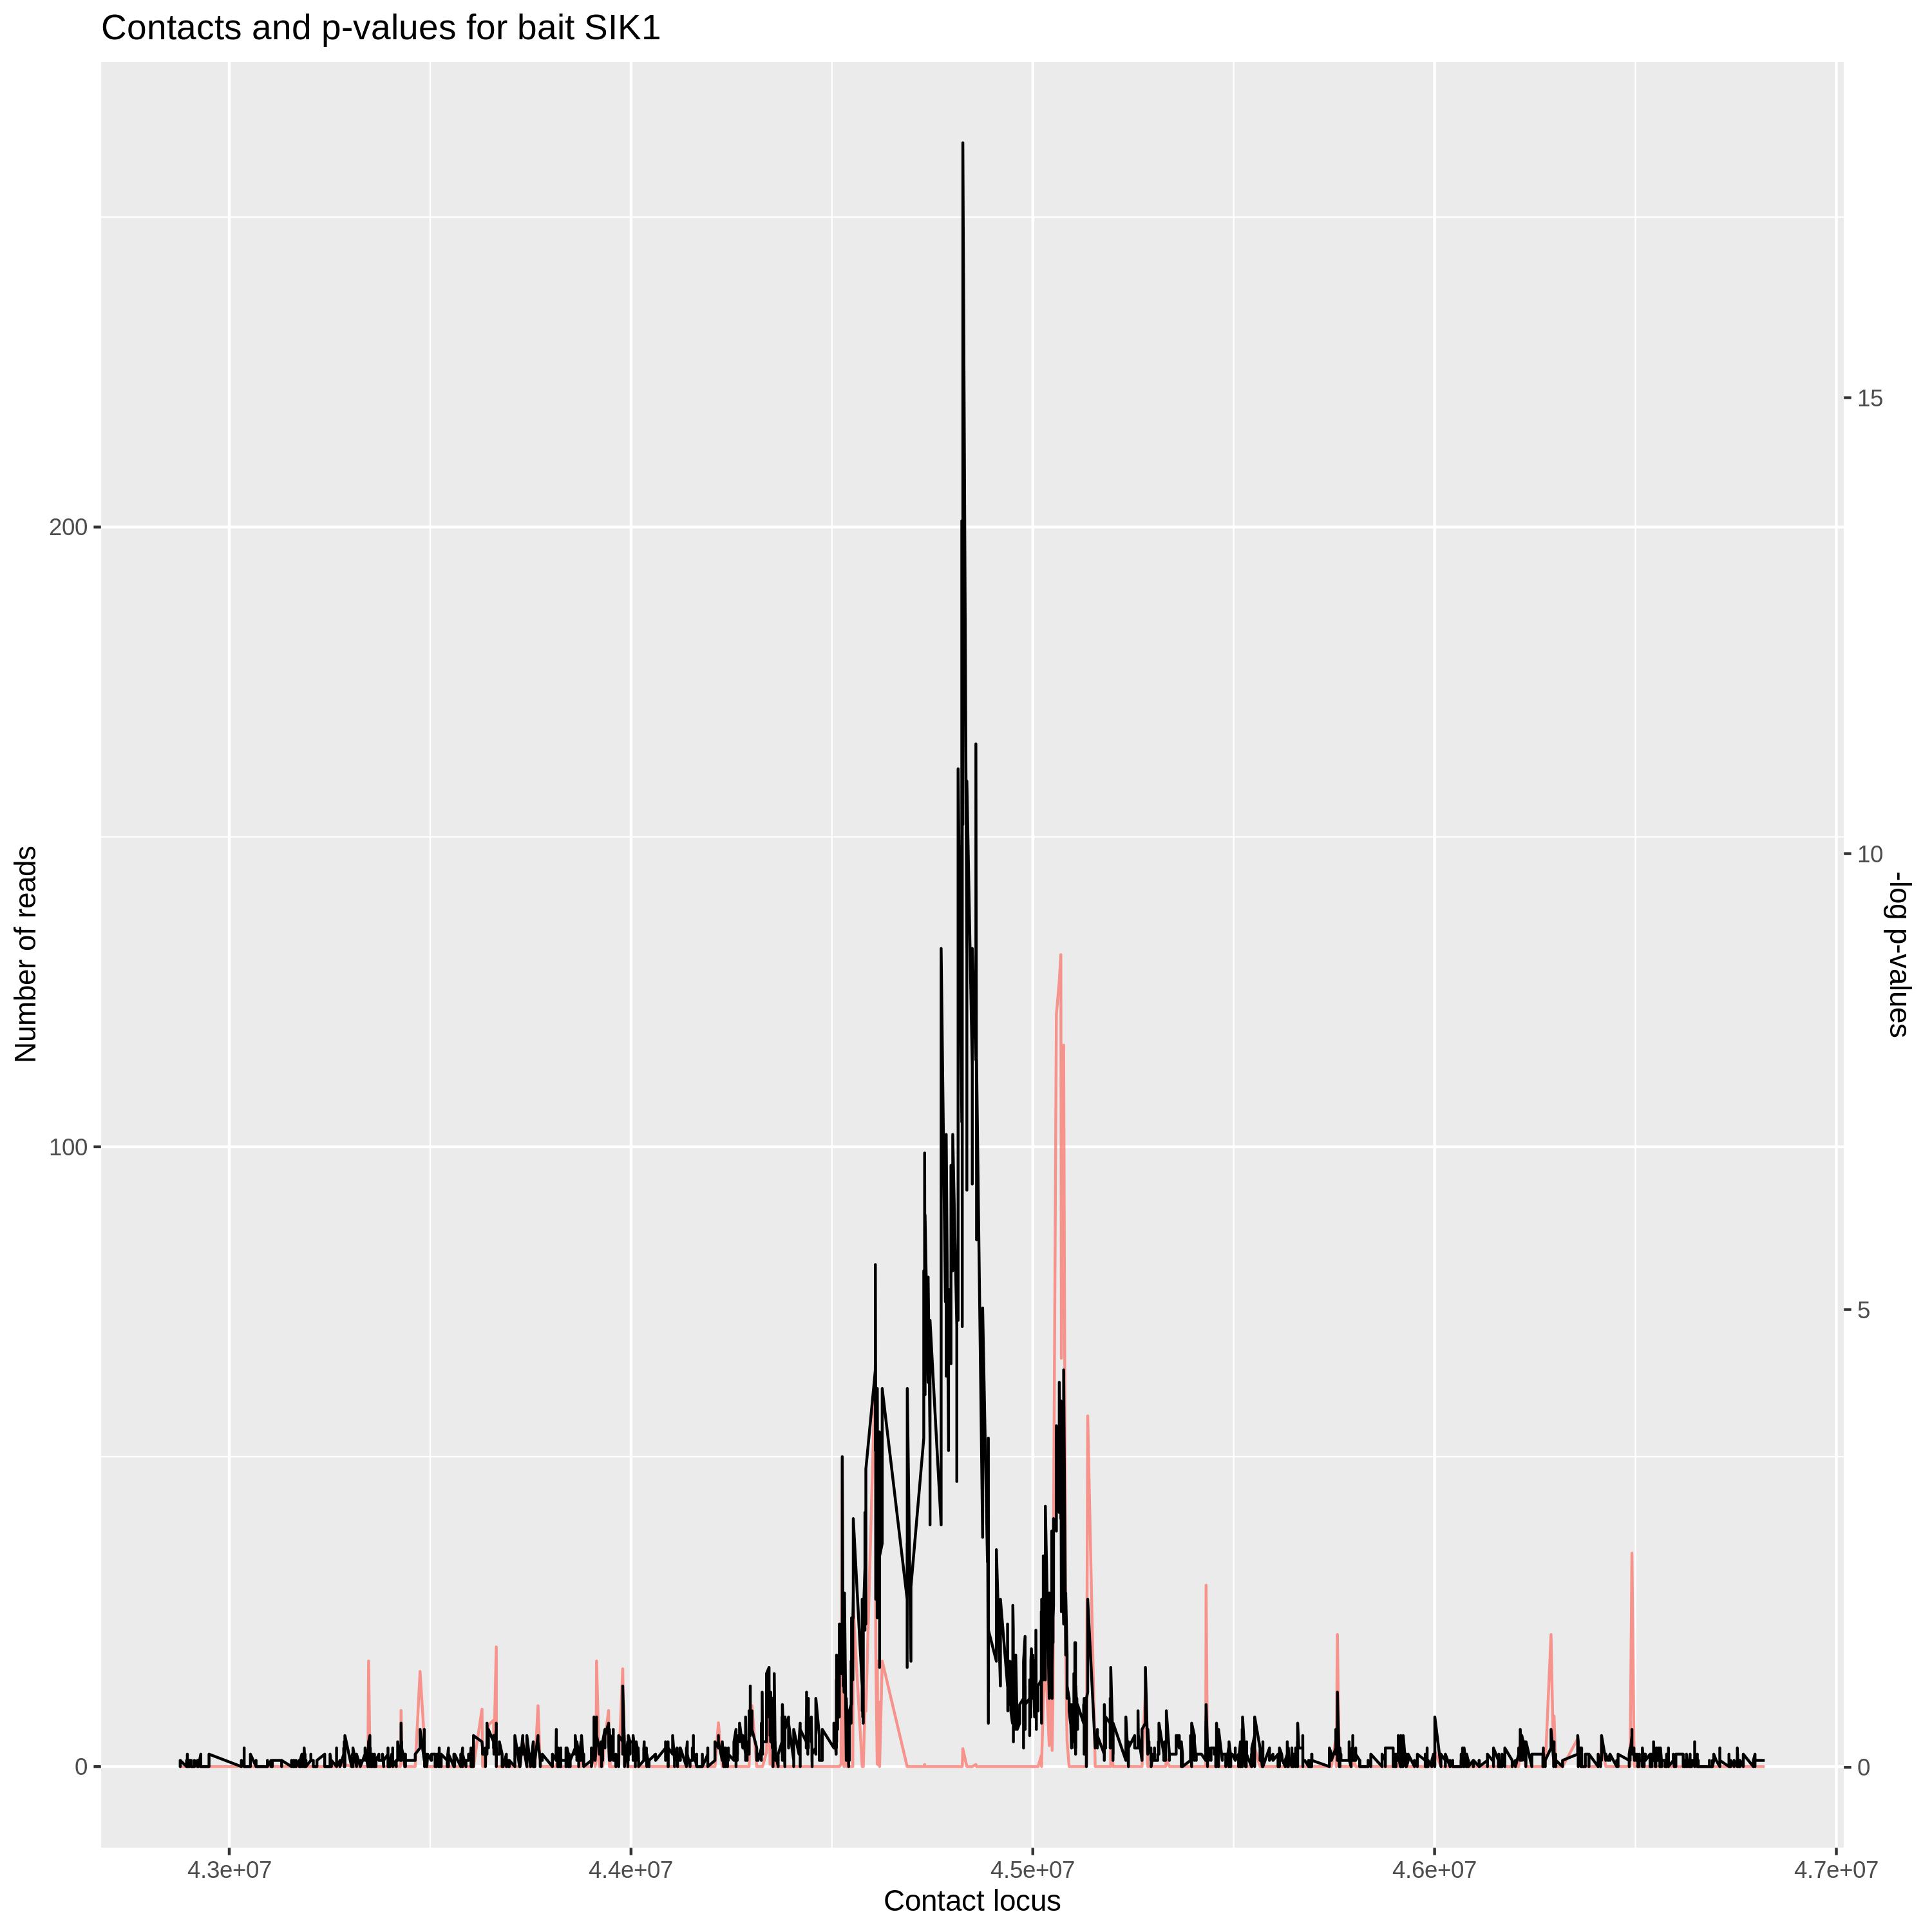 Contacts and p-values for bait SIK1
Number of reads
200
100
0
15
10
5
0
-log p-values
4.3e+07
4.4e+07
4.5e+07
4.6e+07
4.7e+07
Contact locus